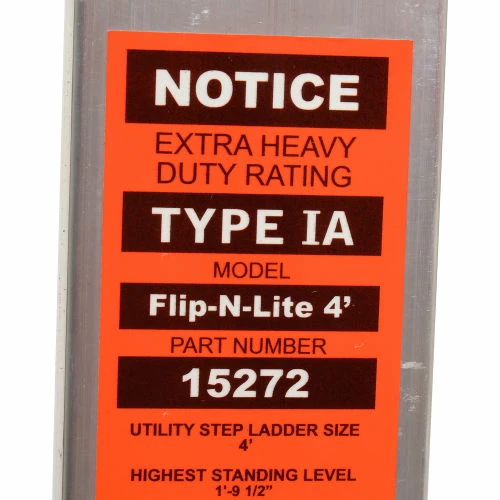 NOTICE
EXTRA HEAVY
DUTY RATING
TYPE IA
MODEL
Flip-N-Lite 4’
PART NUMBER
15272
UTILITY STEP LADDER SIZE
4’
HIGHEST STANDING LEVEL
1'-9 1/2”